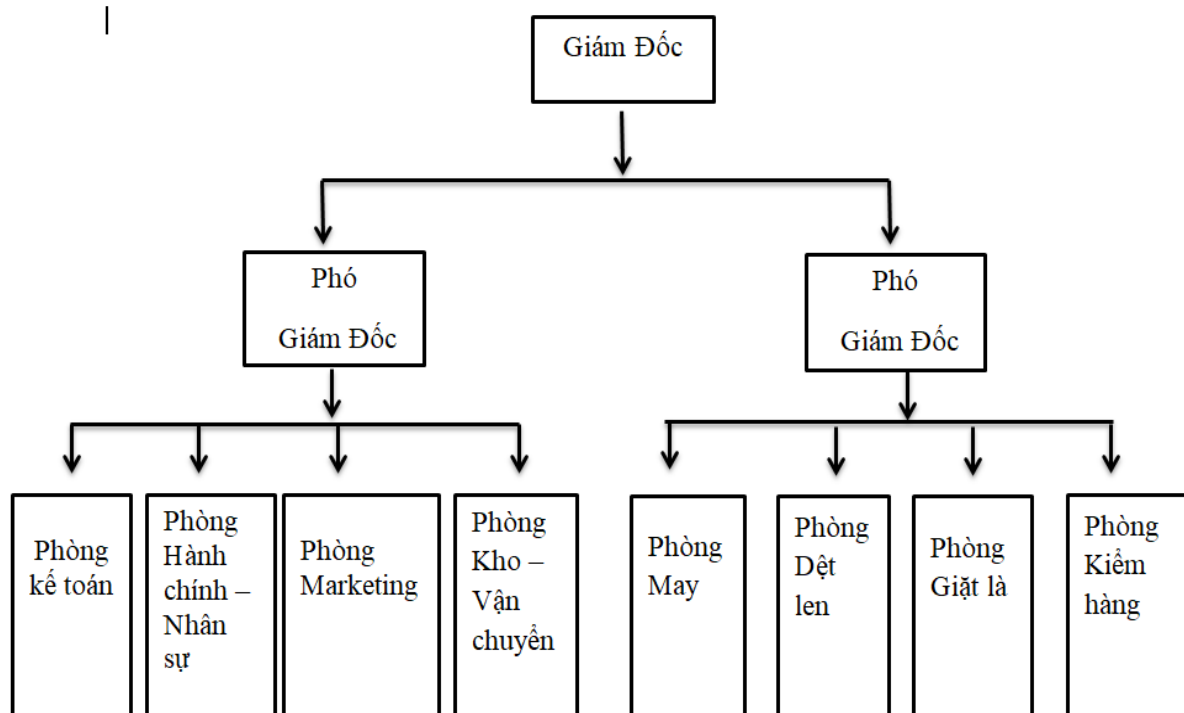 Giám Đốc
Phó
Giám Đốc
Phó
Giám Đốc
Phòng
kế toán
Phòng
Hành
chính –
Nhân
sự
Phòng
Marketing
Phòng
Kho –
Vận
chuyển
Phòng
May
Phòng
Dệt
len
Phòng
Giặt là
Phòng
Kiểm
hàng